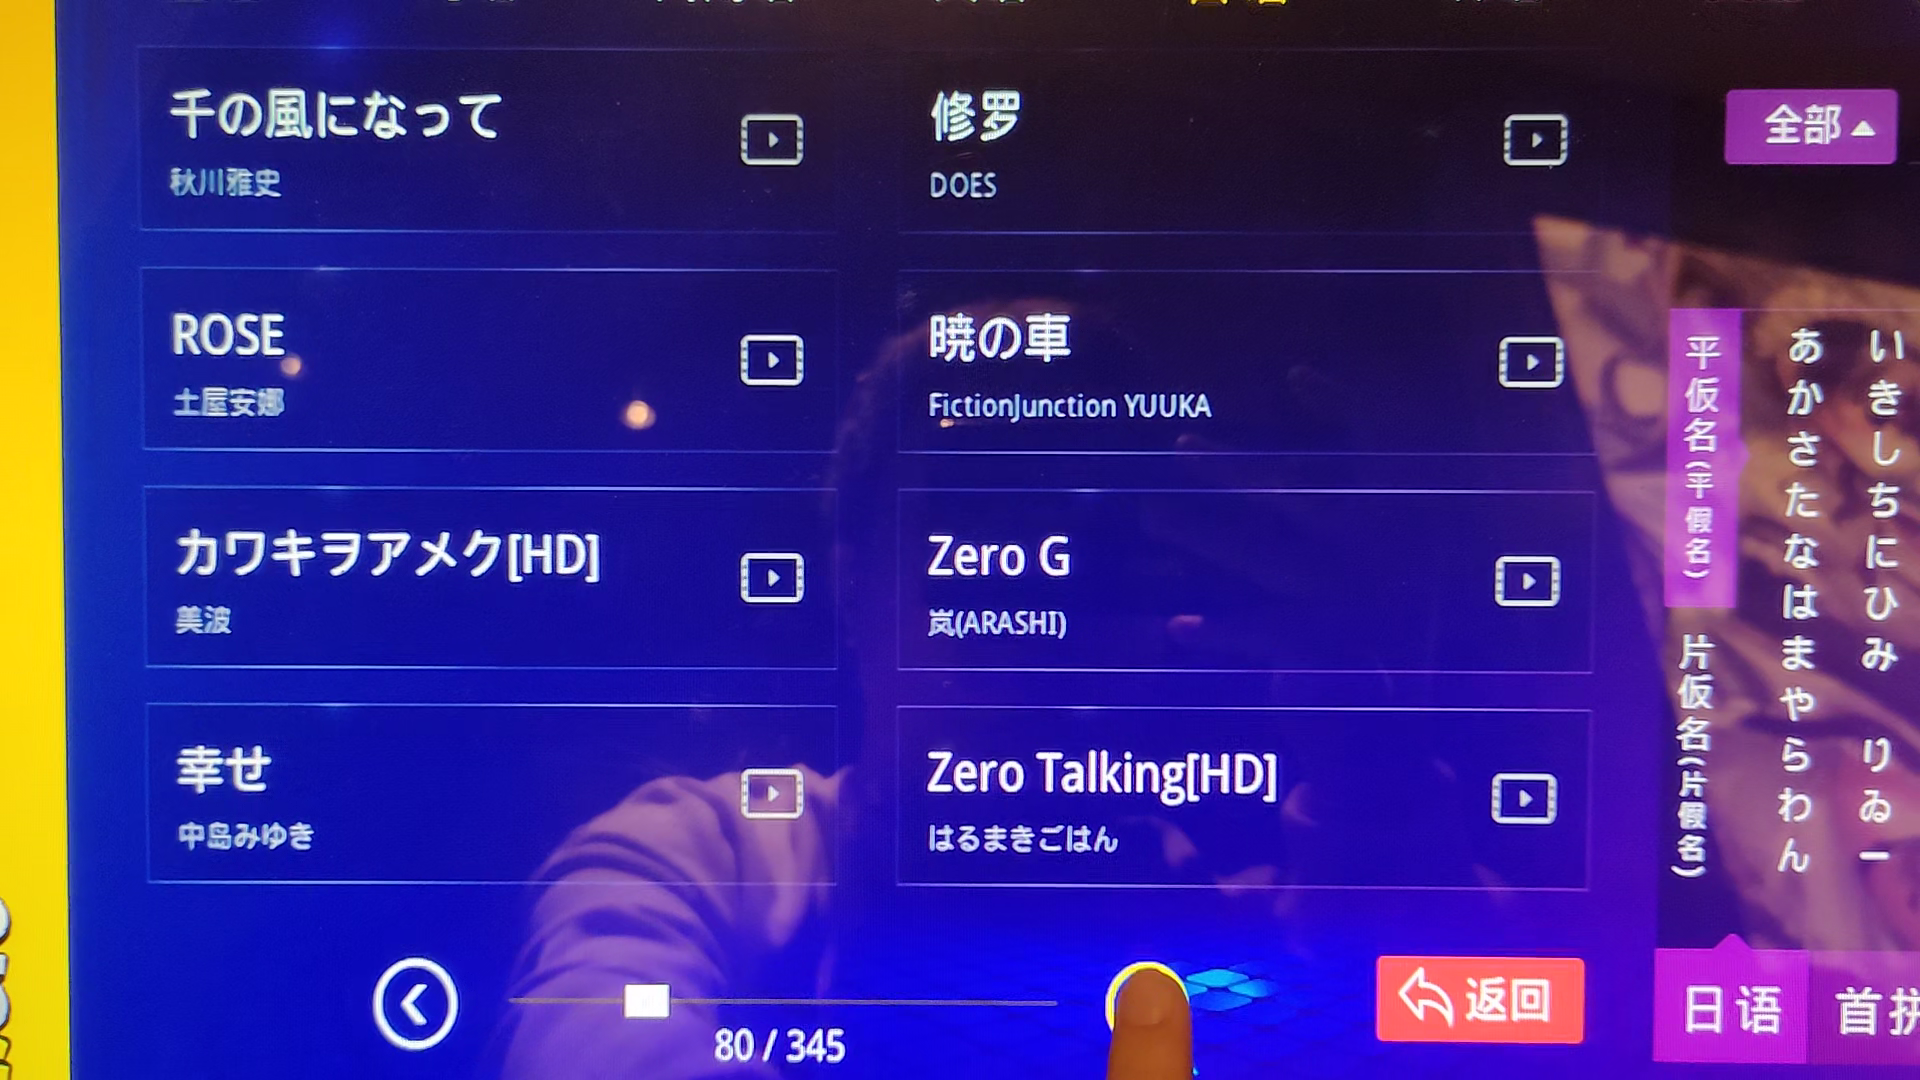 千の風になって
秋川雅史
修罗
DOES
ROSE
土屋安娜
暁の車
FictionJunction YUUKA
カワキヲアメク[HD]
美波
Zero G
岚(ARASHI)
幸せ
中岛みゆき
Zero Talking[HD]
はるまきごはん
80 / 345
返回
全部
平仮名(平假名)
片仮名(片假名)
あかさたなはまやらわん
いきしちにひみ りゐー
日语
首拼